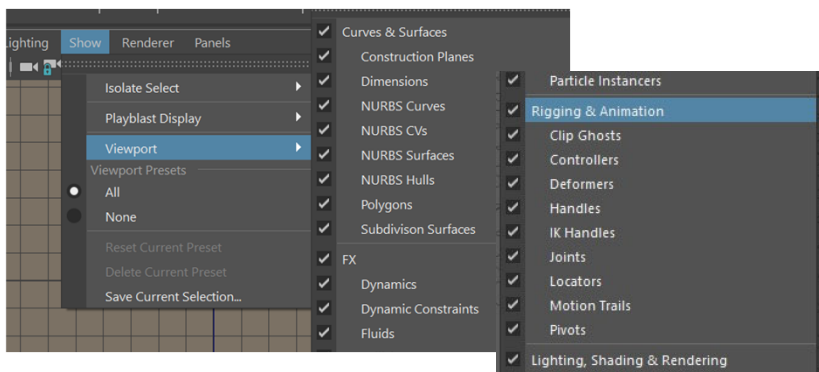 Lighting Show Renderer Panels
Isolate Select
Playblast Display
Viewport
Viewport Presets
All
None
Reset Current Preset
Delete Current Preset
Save Current Selection...
Curves & Surfaces
Construction Planes
Dimensions
NURBS Curves
NURBS CVs
NURBS Surfaces
NURBS Hulls
Polygons
Subdivison Surfaces
FX
Dynamics
Dynamic Constraints
Fluids
Particle Instancers
Rigging & Animation
Clip Ghosts
Controllers
Deformers
Handles
IK Handles
Joints
Locators
Motion Trails
Pivots
Lighting, Shading & Rendering